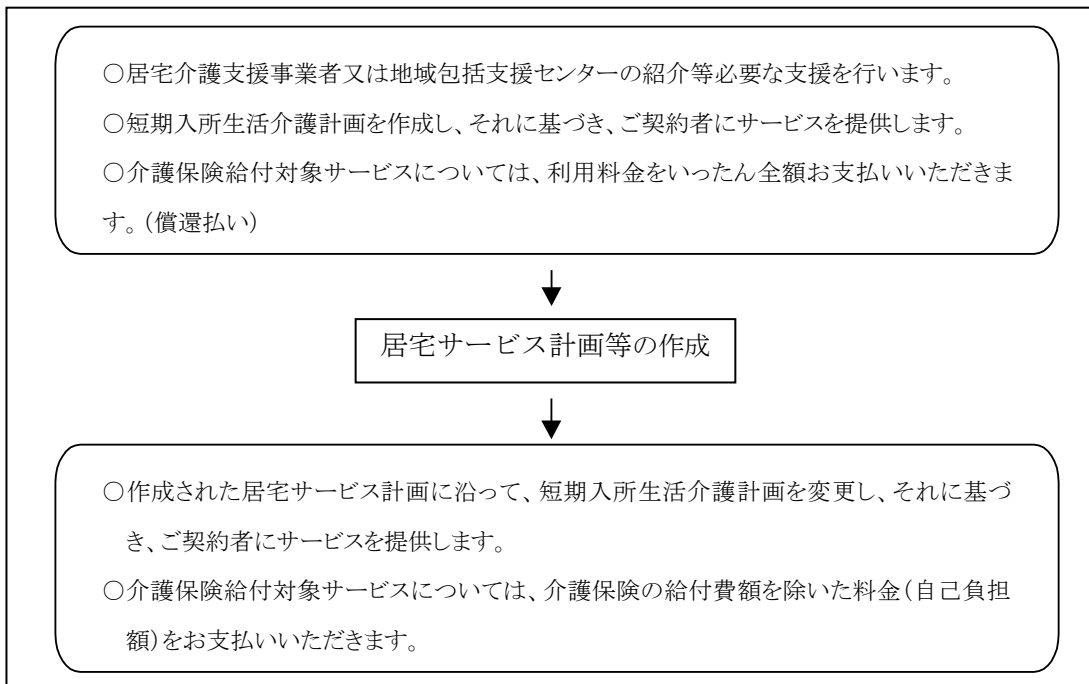 ○居宅介護支援事業者又は地域包括支援センターの紹介等必要な支援を行います。
○短期入所生活介護計画を作成し、それに基づき、ご契約者にサービスを提供します。
○介護保険給付対象サービスについては、利用料金をいったん全額お支払いいただきま
す。（償還払い）
居宅サービス計画等の作成
○作成された居宅サービス計画に沿って、短期入所生活介護計画を変更し、それに基づ
き、ご契約者にサービスを提供します。
○介護保険給付対象サービスについては、介護保険の給付費額を除いた料金（自己負担
額）をお支払いいただきます。